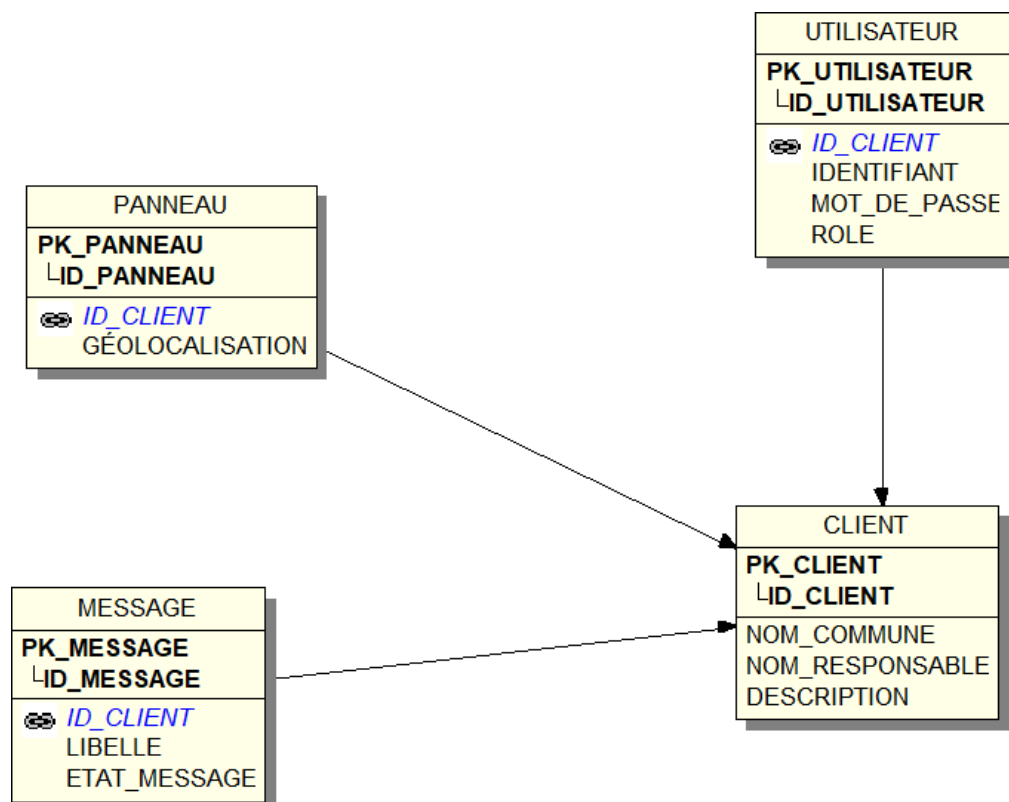 UTILISATEUR
PK_UTILISATEUR
ID_UTILISATEUR
ID_CLIENT
IDENTIFIANT
MOT_DE_PASSE
ROLE
PANNEAU
PK_PANNEAU
ID_PANNEAU
ID_CLIENT
GÉOLOCALISATION
CLIENT
PK_CLIENT
ID_CLIENT
NOM_COMMUNE
NOM_RESPONSABLE
DESCRIPTION
MESSAGE
PK_MESSAGE
ID_MESSAGE
ID_CLIENT
LIBELLE
ETAT_MESSAGE